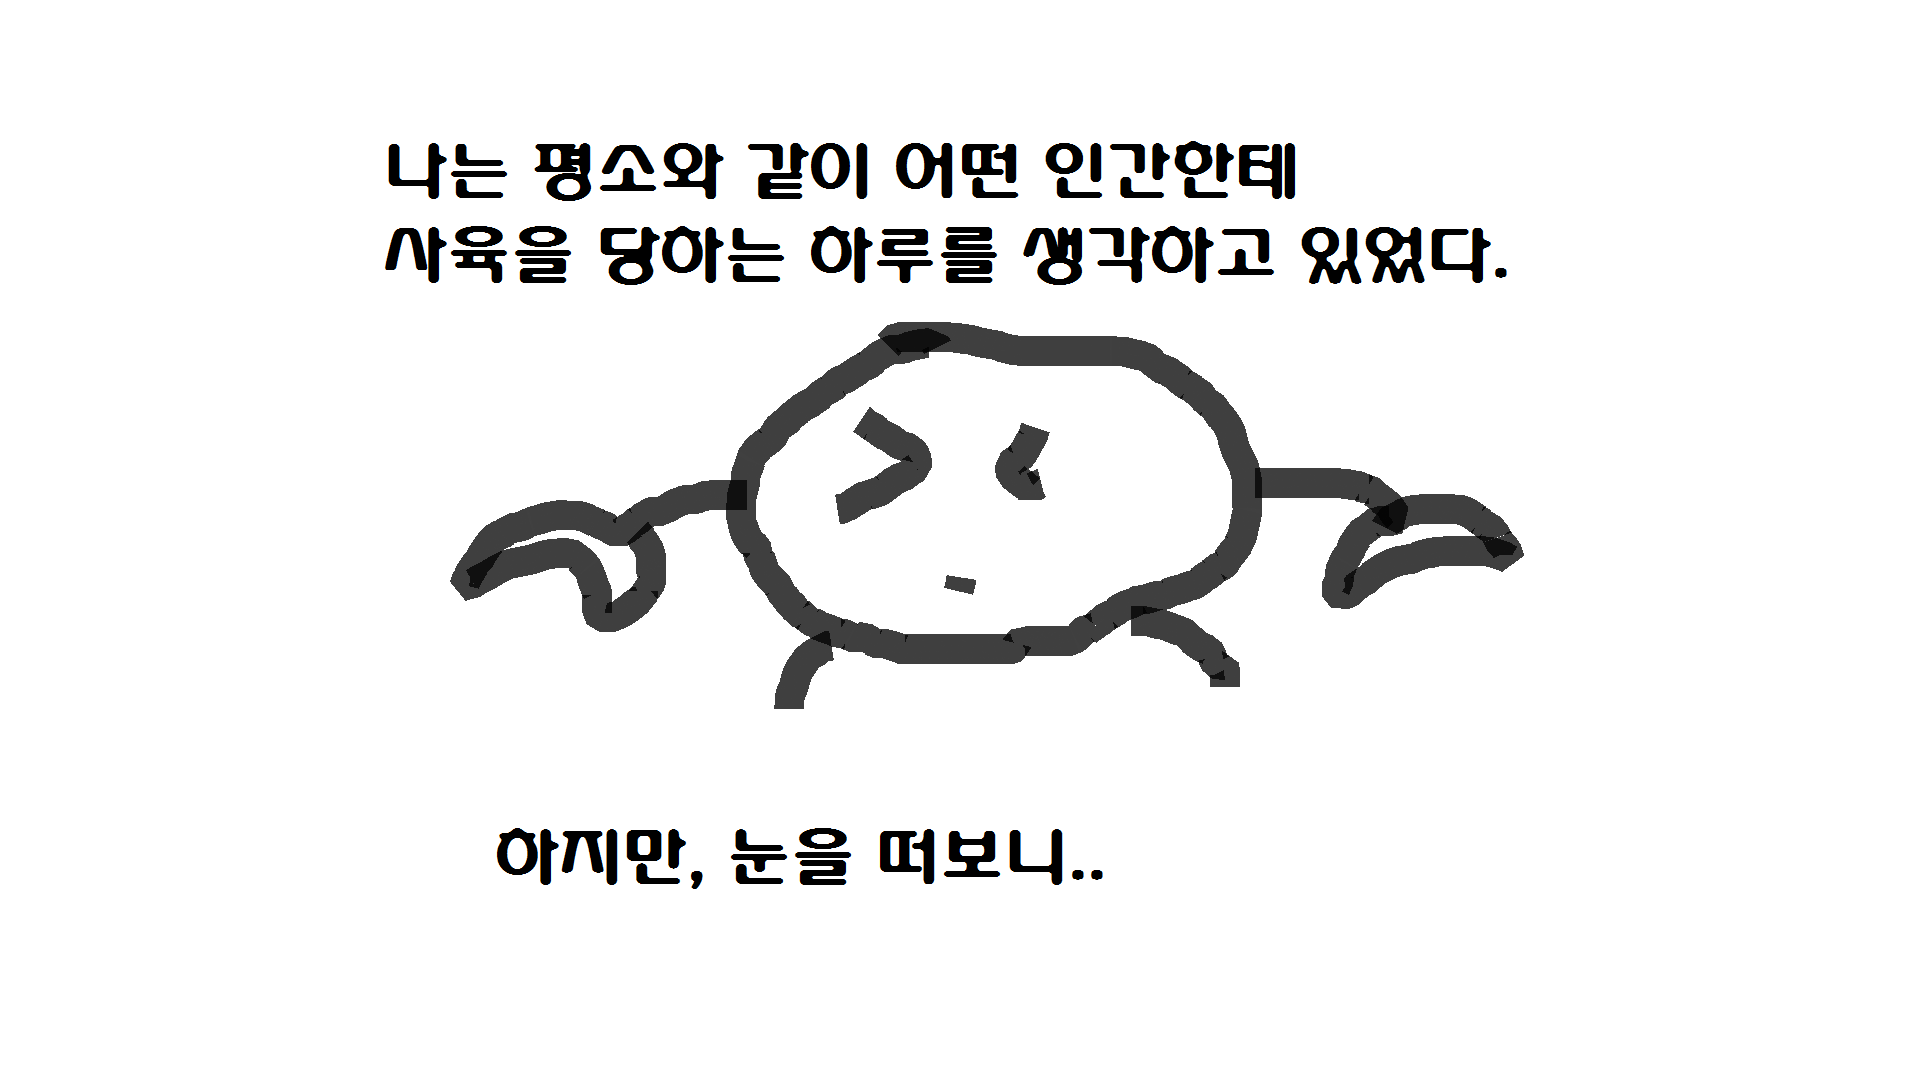 나는 평소와 같이 어떤 인간한테
사육을 당하는 하루를 생각하고 있었다.
하지만, 눈을 떠보니..